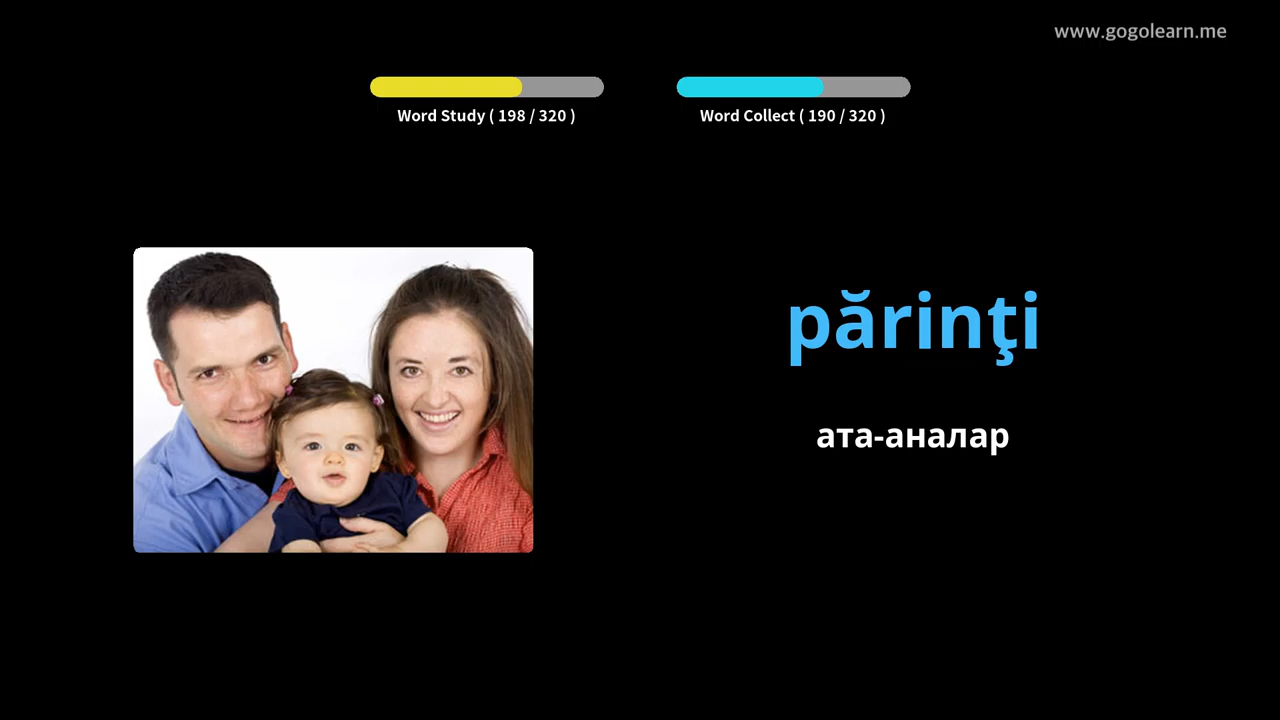 www.gogolearn.me
Word Study ( 198 / 320 )
Word Collect ( 190 / 320 )
părinţi
ата-аналар